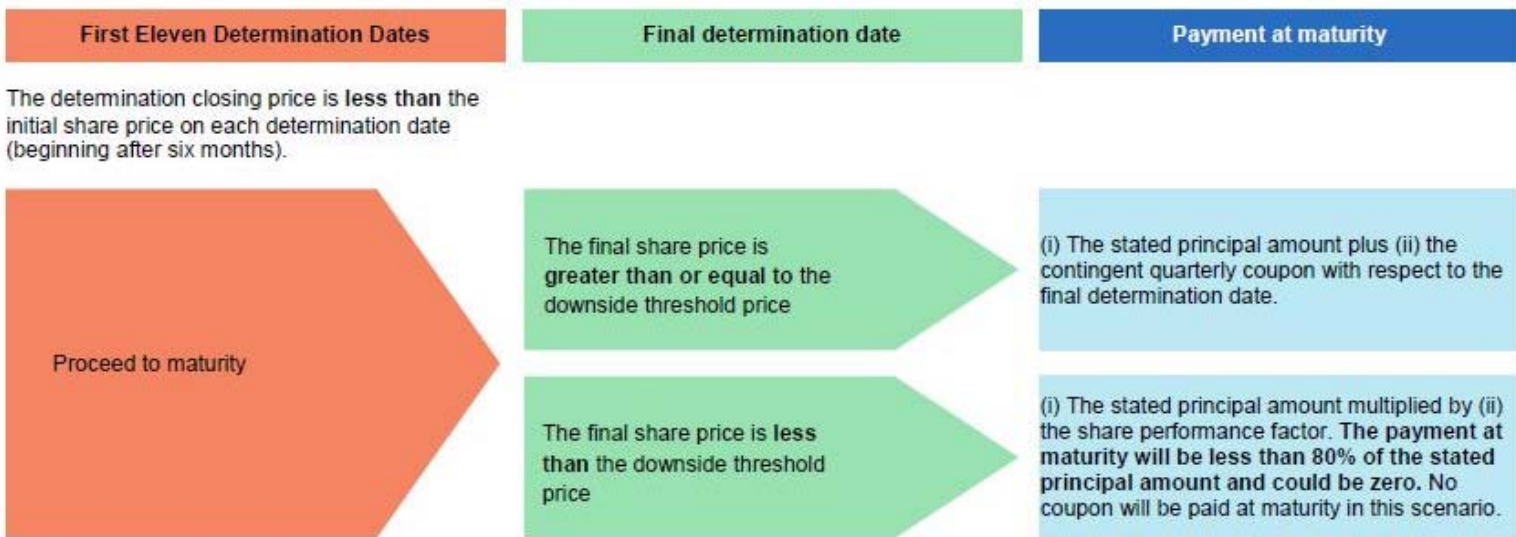 First Eleven Determination Dates
Final determination date
Payment at maturity
The determination closing price is less than the
initial share price on each determination date
(beginning after six months).
Proceed to maturity
The final share price is
greater than or equal to the
downside threshold price
(i) The stated principal amount plus (ii) the
contingent quarterly coupon with respect to the
final determination date.
The final share price is less
than the downside threshold
price
(i) The stated principal amount multiplied by (ii)
the share performance factor. The payment at
maturity will be less than 80% of the stated
principal amount and could be zero. No
coupon will be paid at maturity in this scenario.